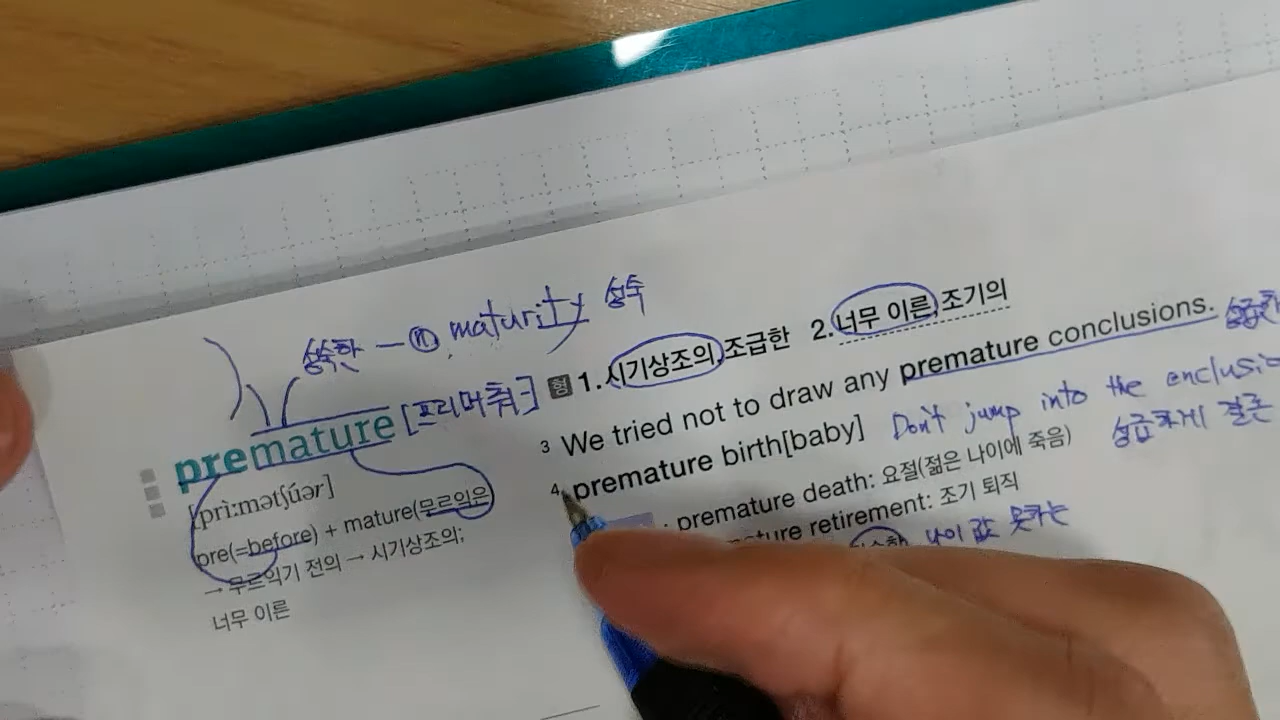 성숙한 — ⓝ maturity 성숙
premature [프리머춰-]
[prì:mətʃúər]
pre(=before) + mature(무르익은
→ 무르익기 전의 → 시기상조의;
너무 이른
형 1. 시기상조의, 조급한 2. 너무 이른, 조기의
3 We tried not to draw any premature conclusions. 성급한
Don't jump into the
성급하게 결론
4 premature birth[baby]
premature death: 요절(젊은 나이에 죽음)
retirement: 조기 퇴직
나이 값 못하는